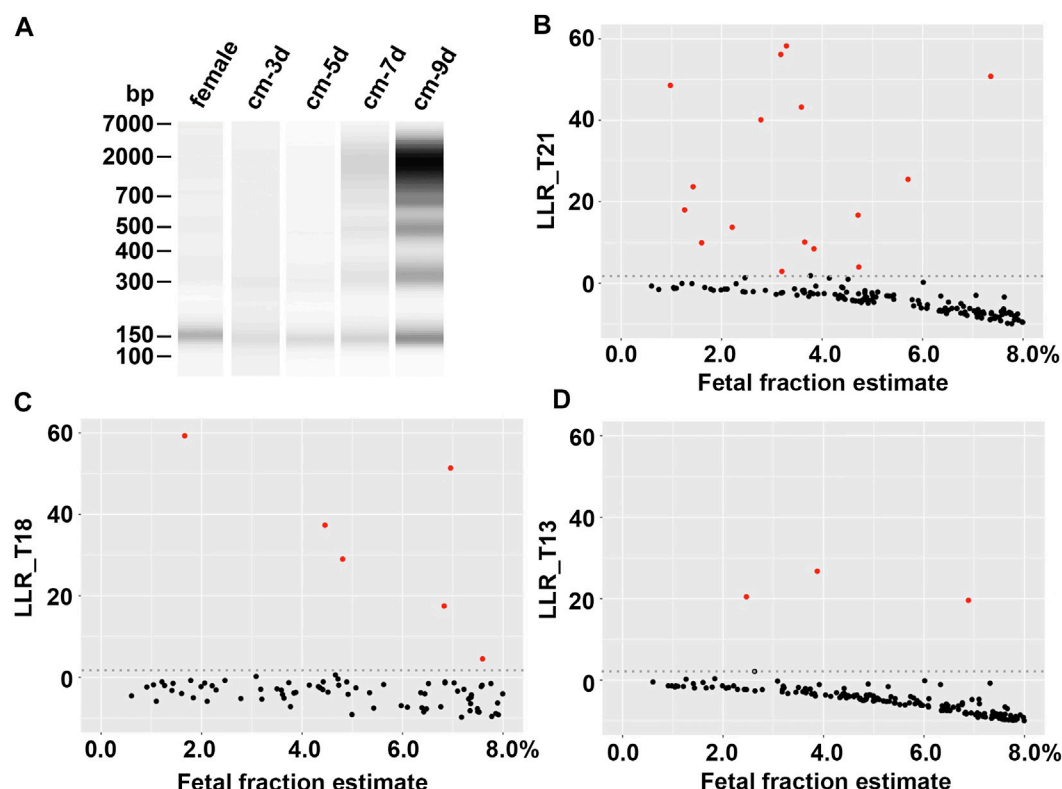 A
female
cm-3d
cm-5d
cm-7d
cm-9d
bp
7000
2000
700
500
400
300
150
100
B
60
40
20
0
LLR_T21
0.0 2.0 4.0 6.0 8.0%
Fetal fraction estimate
C
60
40
20
0
LLR_T18
0.0 2.0 4.0 6.0 8.0%
Fetal fraction estimate
D
60
40
20
0
LLR_T13
0.0 2.0 4.0 6.0 8.0%
Fetal fraction estimate